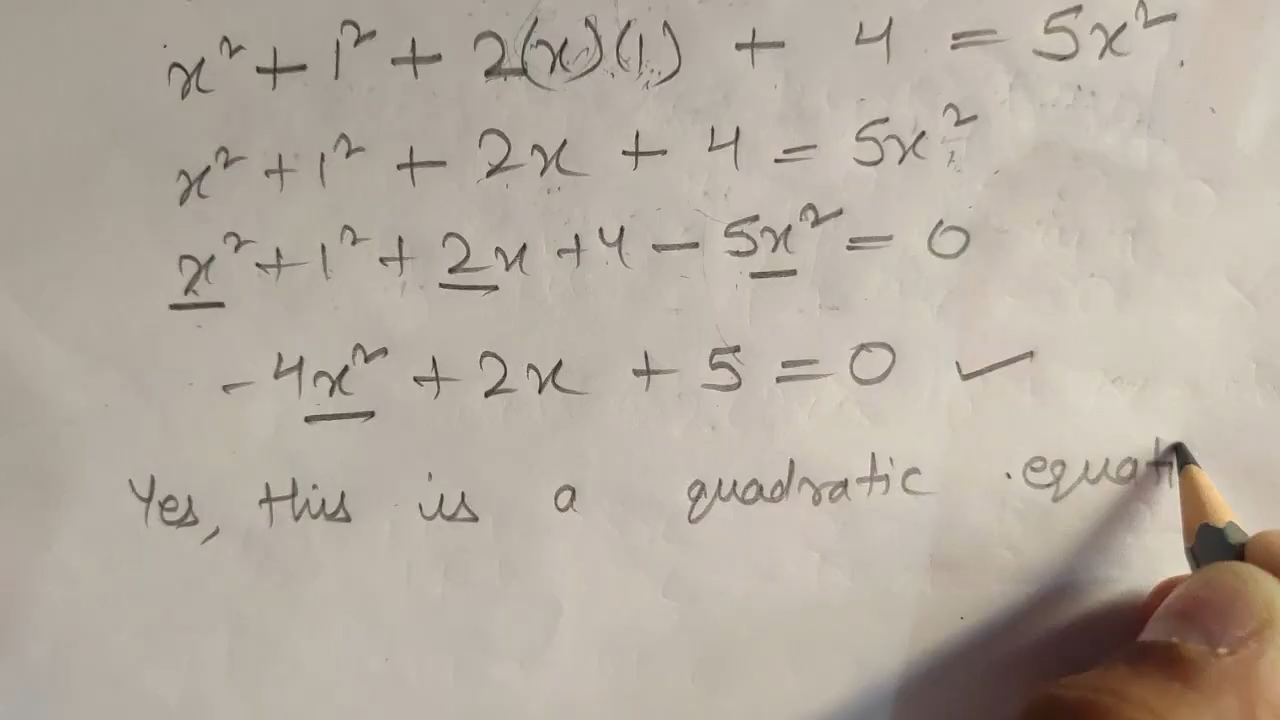 x² + 1² + 2(x)(1) + 4 = 5x²
x² + 1² + 2x + 4 = 5x²
x² + 1² + 2x + 4 - 5x² = 0
-4x² + 2x + 5 = 0 ✓
Yes, this is a quadratic equati